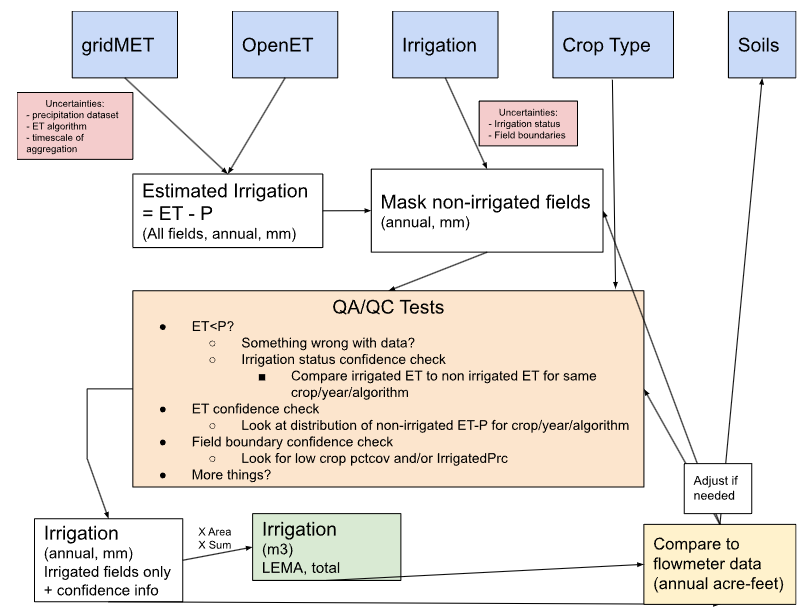 gridMET
OpenET
Irrigation
Crop Type
Soils
Uncertainties:
- precipitation dataset
- ET algorithm
- timescale of
aggregation
Uncertainties:
- Irrigation status
- Field boundaries
Estimated Irrigation
= ET - P
(All fields, annual, mm)
Mask non-irrigated fields
(annual, mm)
QA/QC Tests
● ET<P?
○ Something wrong with data?
○ Irrigation status confidence check
■ Compare irrigated ET to non irrigated ET for same
crop/year/algorithm
● ET confidence check
○ Look at distribution of non-irrigated ET-P for crop/year/algorithm
● Field boundary confidence check
○ Look for low crop pctcov and/or IrrigatedPrc
● More things?
Adjust if
needed
Irrigation
(annual, mm)
Irrigated fields only
+ confidence info
X Area
X Sum
Irrigation
(m3)
LEMA, total
Compare to
flowmeter data
(annual acre-feet)